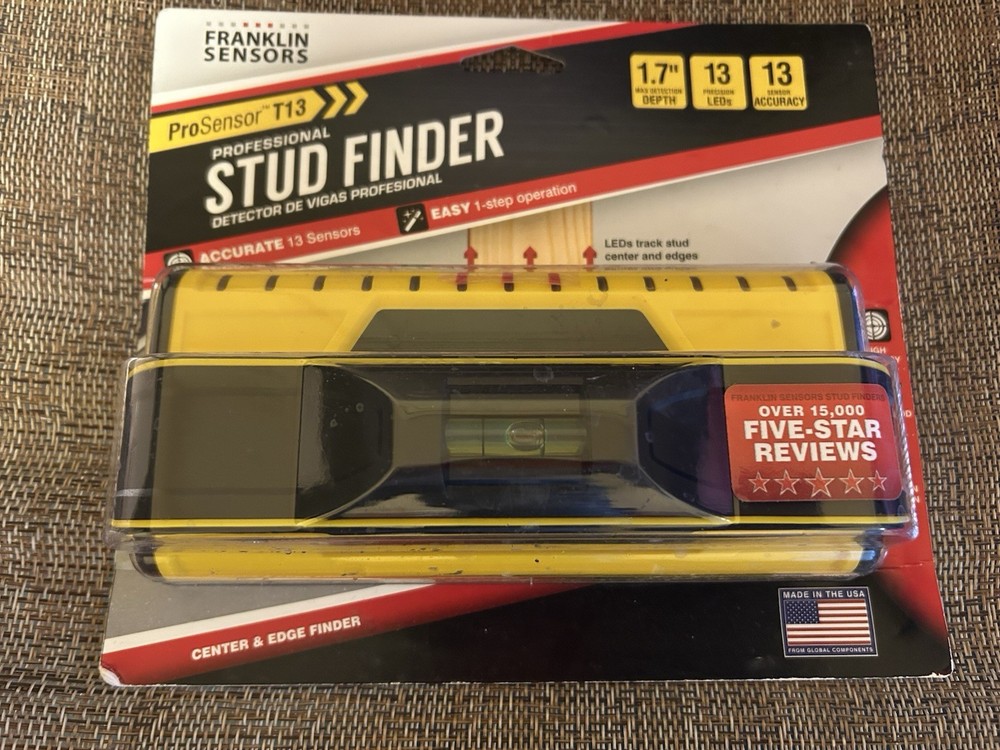 FRANKLIN
SENSORS
ProSensor™ T13
PROFESSIONAL
STUD FINDER
DETECTOR DE VIGAS PROFESIONAL
1.7"
MAX DETECTION
DEPTH
13
PRECISION
LEDs
13
SENSOR
ACCURACY
ACCURATE 13 Sensors
EASY 1-step operation
LEDs track stud
center and edges
FRANKLIN SENSORS STUD FINDERS
OVER 15,000
FIVE-STAR
REVIEWS
CENTER & EDGE FINDER
MADE IN THE USA
FROM GLOBAL COMPONENTS